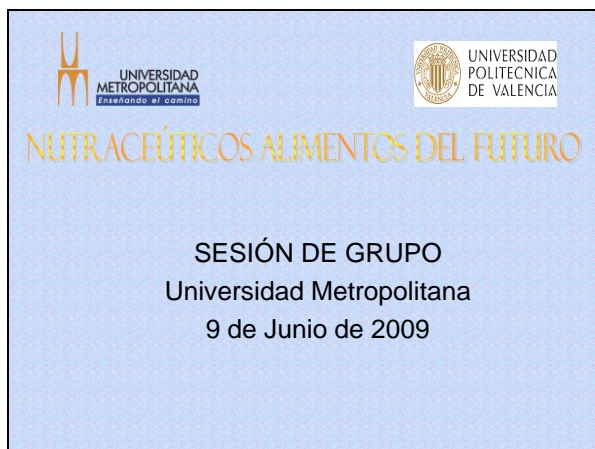 UNIVERSIDAD
METROPOLITANA
Enseñando el camino
UNIVERSIDAD
POLITECNICA
DE VALENCIA
NUTRACEÚTICOS ALIMENTOS DEL FUTURO
SESIÓN DE GRUPO
Universidad Metropolitana
9 de Junio de 2009